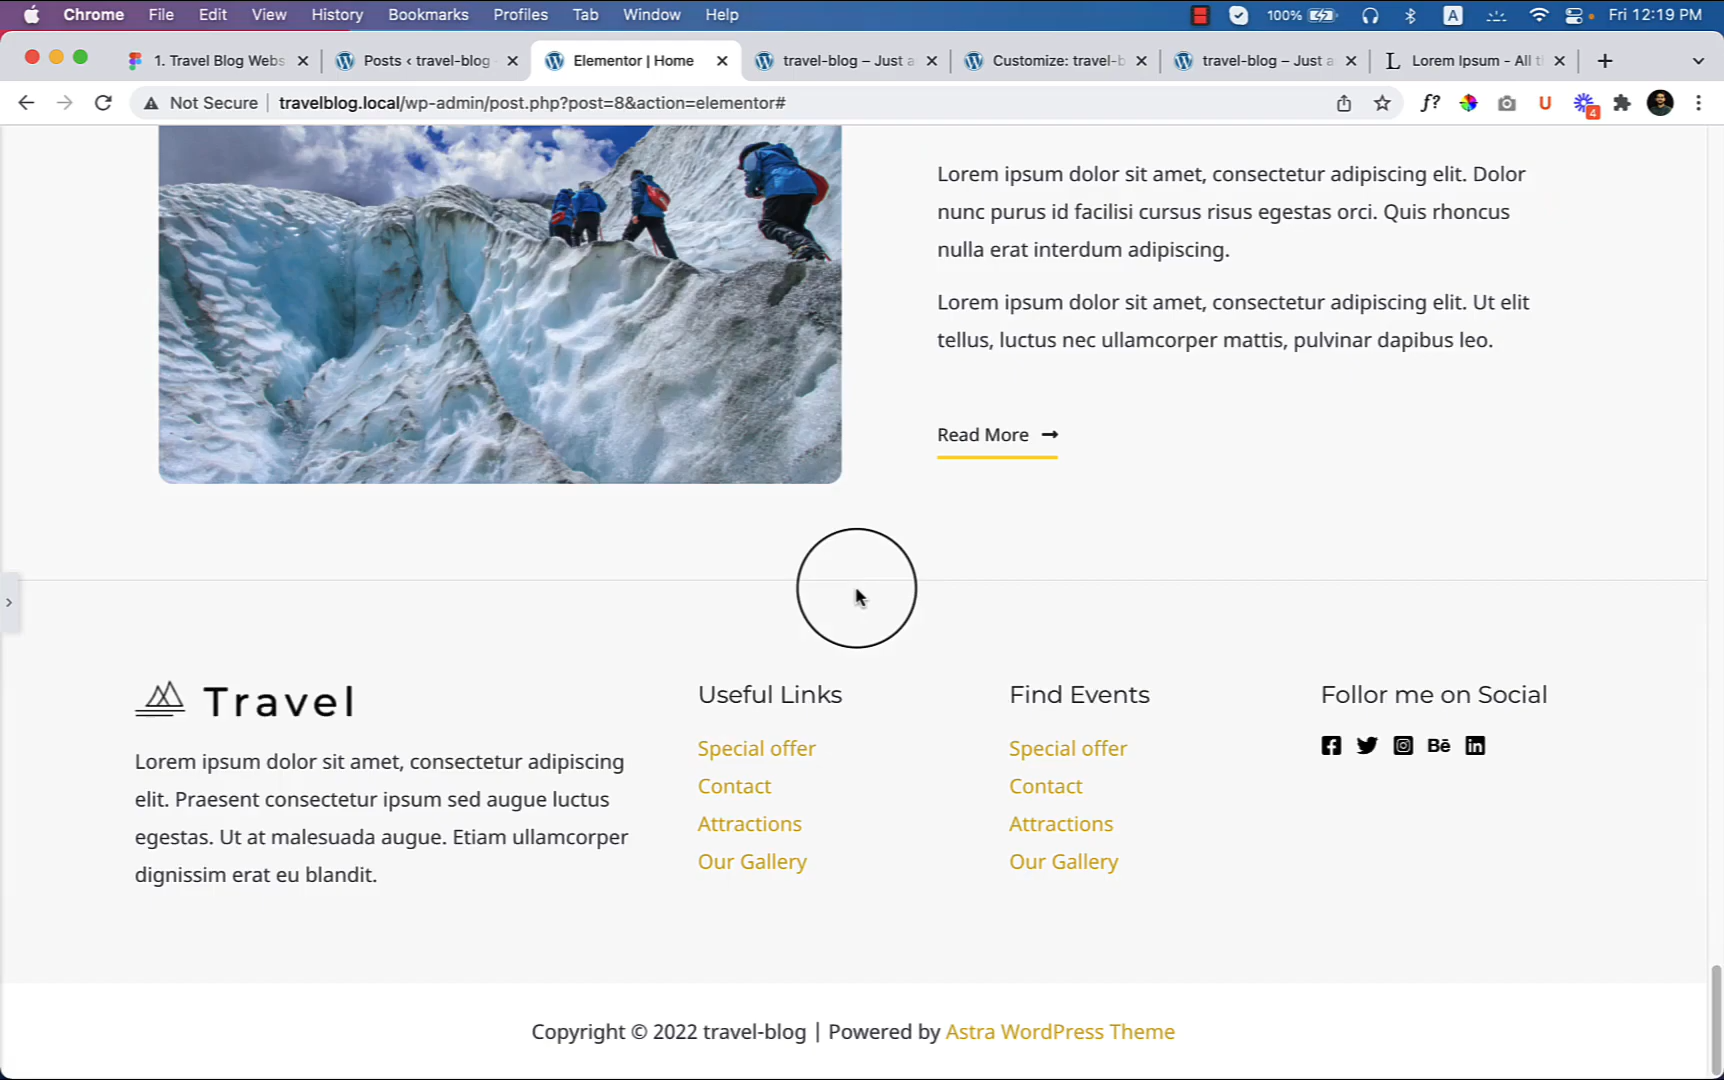 Chrome File Edit View History Bookmarks Profiles Tab Window Help 100% A Fri 12:19 PM
1. Travel Blog Webs Posts ‹ travel-blog Elementor | Home travel-blog – Just a Customize: travel-b travel-blog – Just a L Lorem Ipsum - All t
Not Secure travelblog.local/wp-admin/post.php?post=8&action=elementor# f? U 4
Lorem ipsum dolor sit amet, consectetur adipiscing elit. Dolor
nunc purus id facilisi cursus risus egestas orci. Quis rhoncus
nulla erat interdum adipiscing.
Lorem ipsum dolor sit amet, consectetur adipiscing elit. Ut elit
tellus, luctus nec ullamcorper mattis, pulvinar dapibus leo.
Read More
Travel
Lorem ipsum dolor sit amet, consectetur adipiscing
elit. Praesent consectetur ipsum sed augue luctus
egestas. Ut at malesuada augue. Etiam ullamcorper
dignissim erat eu blandit.
Useful Links
Special offer
Contact
Attractions
Our Gallery
Find Events
Special offer
Contact
Attractions
Our Gallery
Follor me on Social
Bē
Copyright © 2022 travel-blog | Powered by Astra WordPress Theme